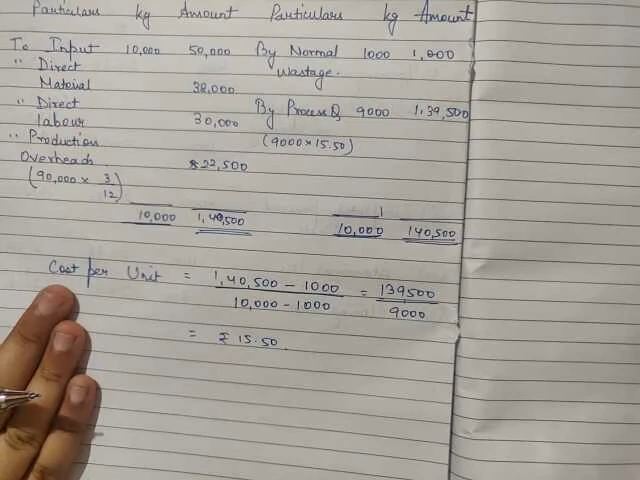 Particulars kg Amount Particulars kg Amount
To Input 10,000 50,000 By Normal 1000 1,000
" Direct Wastage.
Material 38,000
" Direct By Process Q 9000 1,39,500
labour 30,000
" Production (9000 × 15.50)
Overheads 22,500
(90,000 × 3/12)
10,000 1,40,500 10,000 140,500
Cost per Unit = 1,40,500 - 1000 / 10,000 - 1000 = 139500 / 9000
= ₹ 15.50.